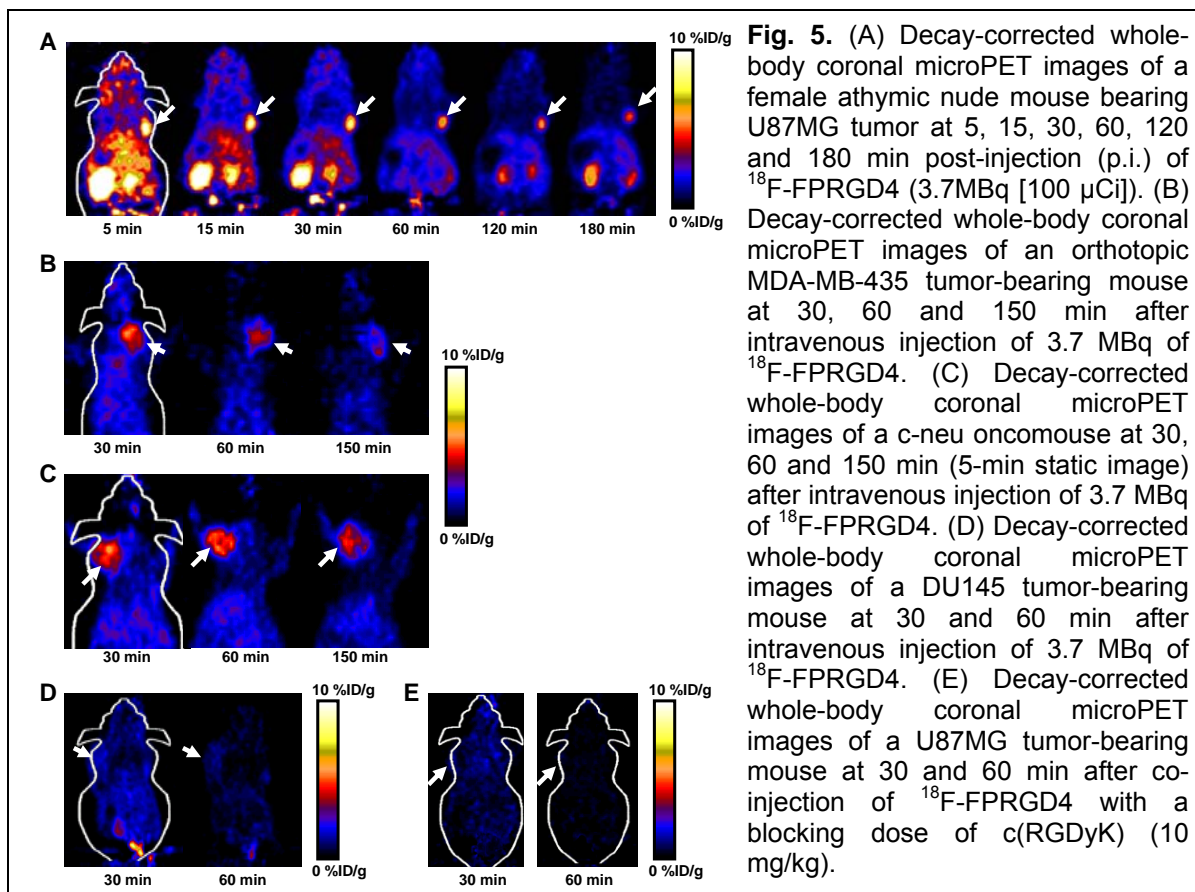 A
10 %ID/g
0 %ID/g
5 min 15 min 30 min 60 min 120 min 180 min
B
30 min 60 min 150 min
10 %ID/g
0 %ID/g
C
30 min 60 min 150 min
D
10 %ID/g
0 %ID/g
30 min 60 min
E
10 %ID/g
0 %ID/g
30 min 60 min
Fig. 5. (A) Decay-corrected whole-
body coronal microPET images of a
female athymic nude mouse bearing
U87MG tumor at 5, 15, 30, 60, 120
and 180 min post-injection (p.i.) of
¹⁸F-FPRGD4 (3.7MBq [100 µCi]). (B)
Decay-corrected whole-body coronal
microPET images of an orthotopic
MDA-MB-435 tumor-bearing mouse
at 30, 60 and 150 min after
intravenous injection of 3.7 MBq of
¹⁸F-FPRGD4. (C) Decay-corrected
whole-body coronal microPET
images of a c-neu oncomouse at 30,
60 and 150 min (5-min static image)
after intravenous injection of 3.7 MBq
of ¹⁸F-FPRGD4. (D) Decay-corrected
whole-body coronal microPET
images of a DU145 tumor-bearing
mouse at 30 and 60 min after
intravenous injection of 3.7 MBq of
¹⁸F-FPRGD4. (E) Decay-corrected
whole-body coronal microPET
images of a U87MG tumor-bearing
mouse at 30 and 60 min after co-
injection of ¹⁸F-FPRGD4 with a
blocking dose of c(RGDyK) (10
mg/kg).